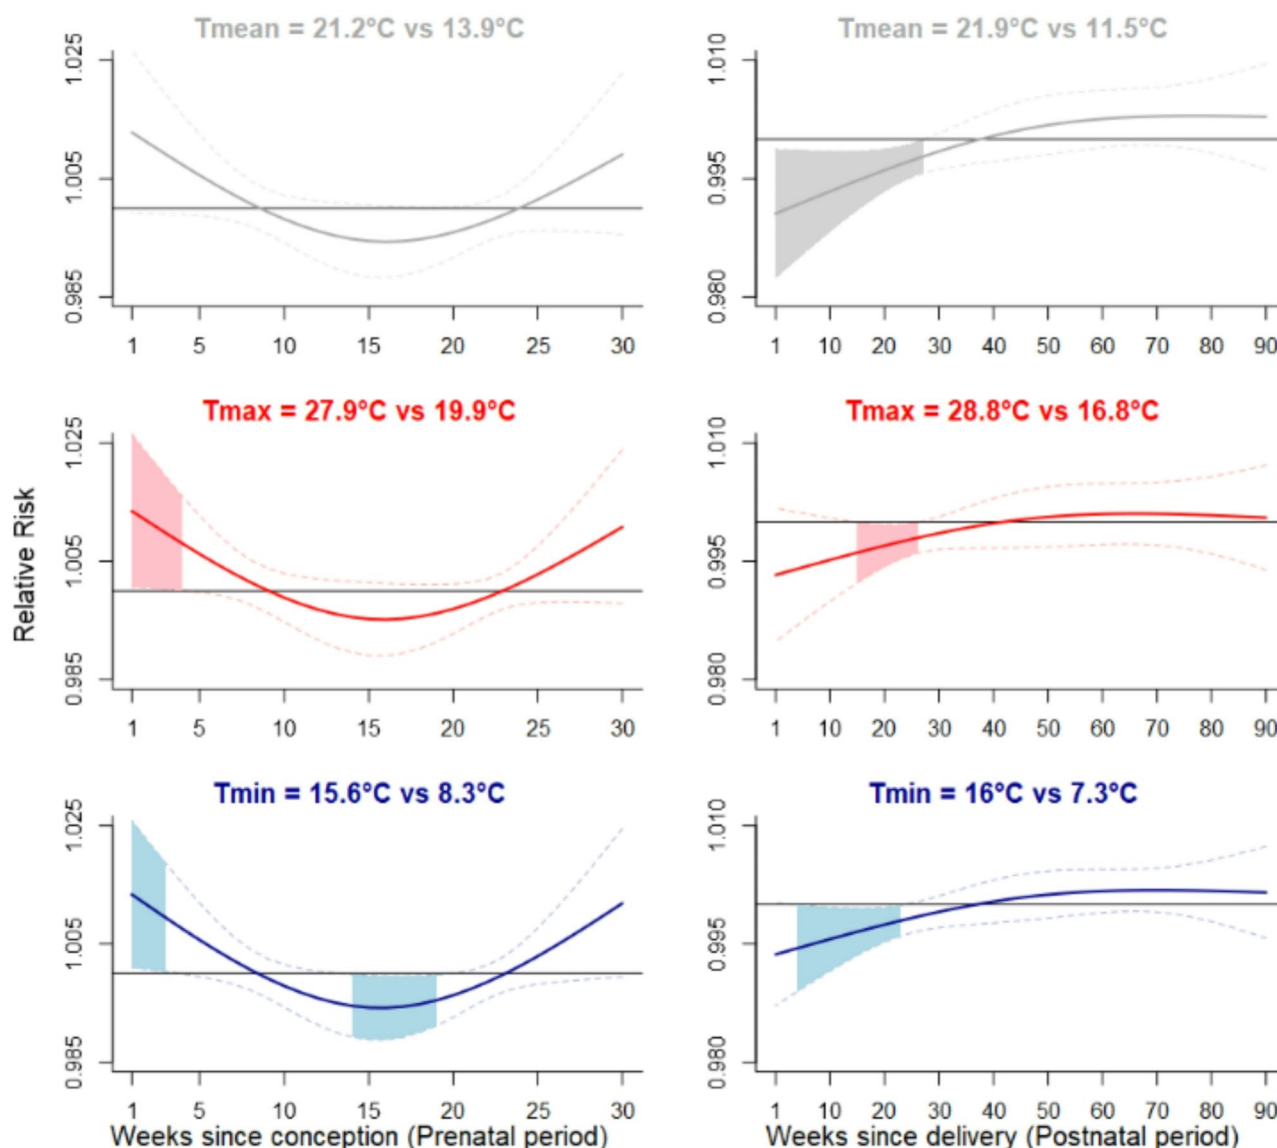 Tmean = 21.2°C vs 13.9°C
Tmean = 21.9°C vs 11.5°C
1.025
1.005
0.985
1 5 10 15 20 25 30
1.010
0.995
0.980
1 10 20 30 40 50 60 70 80 90
Tmax = 27.9°C vs 19.9°C
Tmax = 28.8°C vs 16.8°C
Relative Risk
1.025
1.005
0.985
1 5 10 15 20 25 30
1.010
0.995
0.980
1 10 20 30 40 50 60 70 80 90
Tmin = 15.6°C vs 8.3°C
Tmin = 16°C vs 7.3°C
1.025
1.005
0.985
1 5 10 15 20 25 30
Weeks since conception (Prenatal period)
1.010
0.995
0.980
1 10 20 30 40 50 60 70 80 90
Weeks since delivery (Postnatal period)